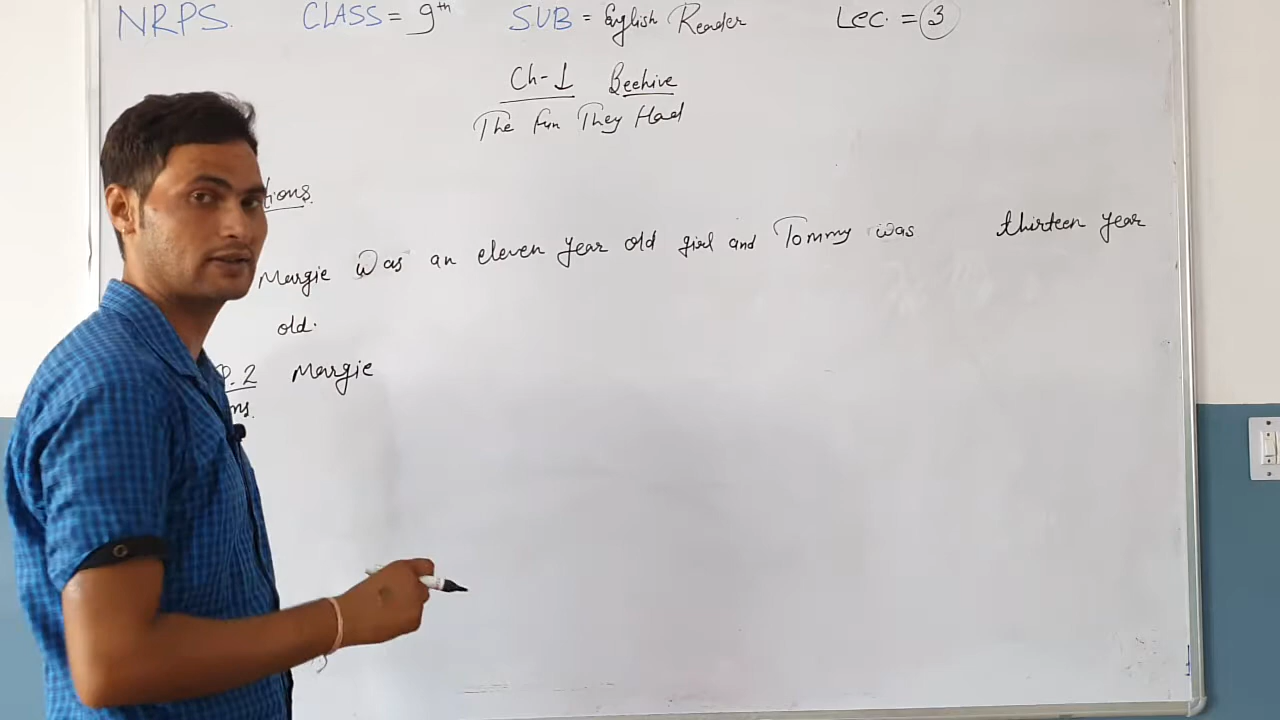 NRPS. CLASS = 9th SUB = English Reader Lec. = 3
Ch-1 Beehive
The Fun They Had
tions.
Margie was an eleven year old girl and Tommy was thirteen year
old.
.2 Margie
ns.